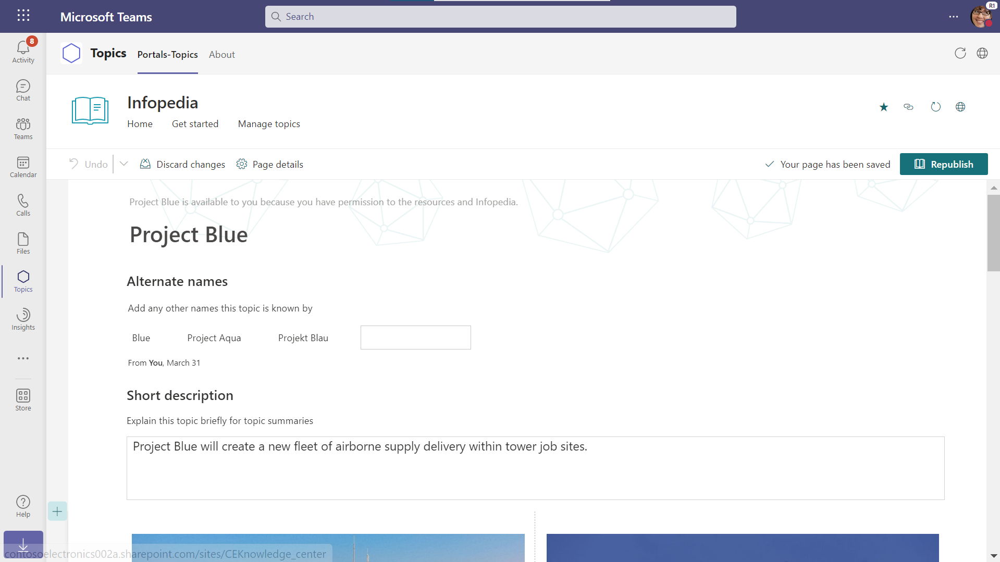 Microsoft Teams
Search
R1
8
Activity
Chat
Teams
Calendar
Calls
Files
Topics
Insights
Store
Help
Topics
Portals-Topics
About
Infopedia
Home
Get started
Manage topics
Undo
Discard changes
Page details
Your page has been saved
Republish
Project Blue is available to you because you have permission to the resources and Infopedia.
Project Blue
Alternate names
Add any other names this topic is known by
Blue
Project Aqua
Projekt Blau
From You, March 31
Short description
Explain this topic briefly for topic summaries
Project Blue will create a new fleet of airborne supply delivery within tower job sites.
contosoelectronics002a.sharepoint.com/sites/CEKnowledge_center